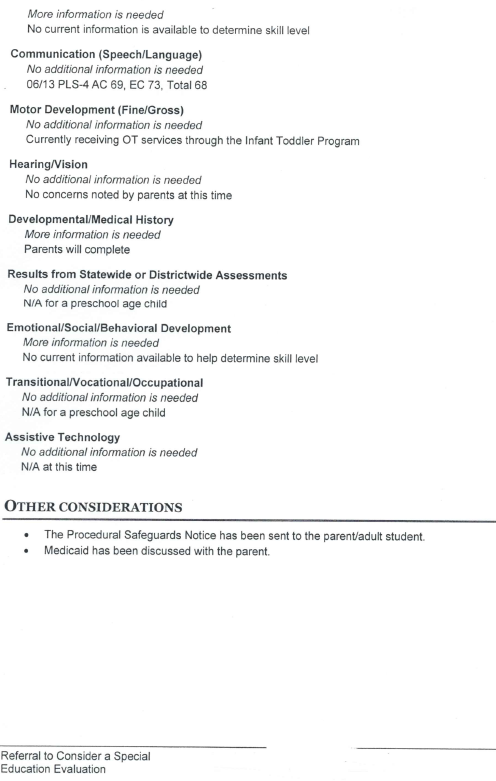 More information is needed
No current information is available to determine skill level
Communication (Speech/Language)
No additional information is needed
06/13 PLS-4 AC 69, EC 73, Total 68
Motor Development (Fine/Gross)
No additional information is needed
Currently receiving OT services through the Infant Toddler Program
Hearing/Vision
No additional information is needed
No concerns noted by parents at this time
Developmental/Medical History
More information is needed
Parents will complete
Results from Statewide or Districtwide Assessments
No additional information is needed
N/A for a preschool age child
Emotional/Social/Behavioral Development
More information is needed
No current information available to help determine skill level
Transitional/Vocational/Occupational
No additional information is needed
N/A for a preschool age child
Assistive Technology
No additional information is needed
N/A at this time
OTHER CONSIDERATIONS
• The Procedural Safeguards Notice has been sent to the parent/adult student.
• Medicaid has been discussed with the parent.
Referral to Consider a Special
Education Evaluation